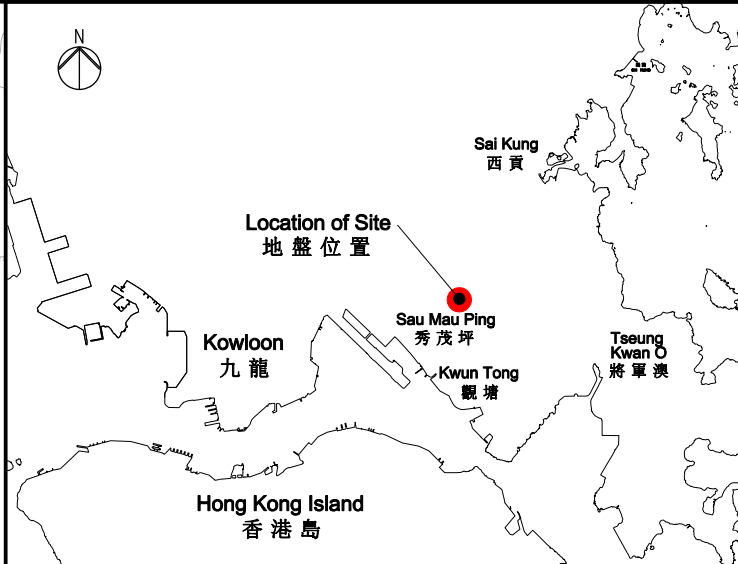 N
Sai Kung
西貢
Location of Site
地盤位置
Sau Mau Ping
秀茂坪
Kowloon
九龍
Tseung
Kwan O
將軍澳
Kwun Tong
觀塘
Hong Kong Island
香港島